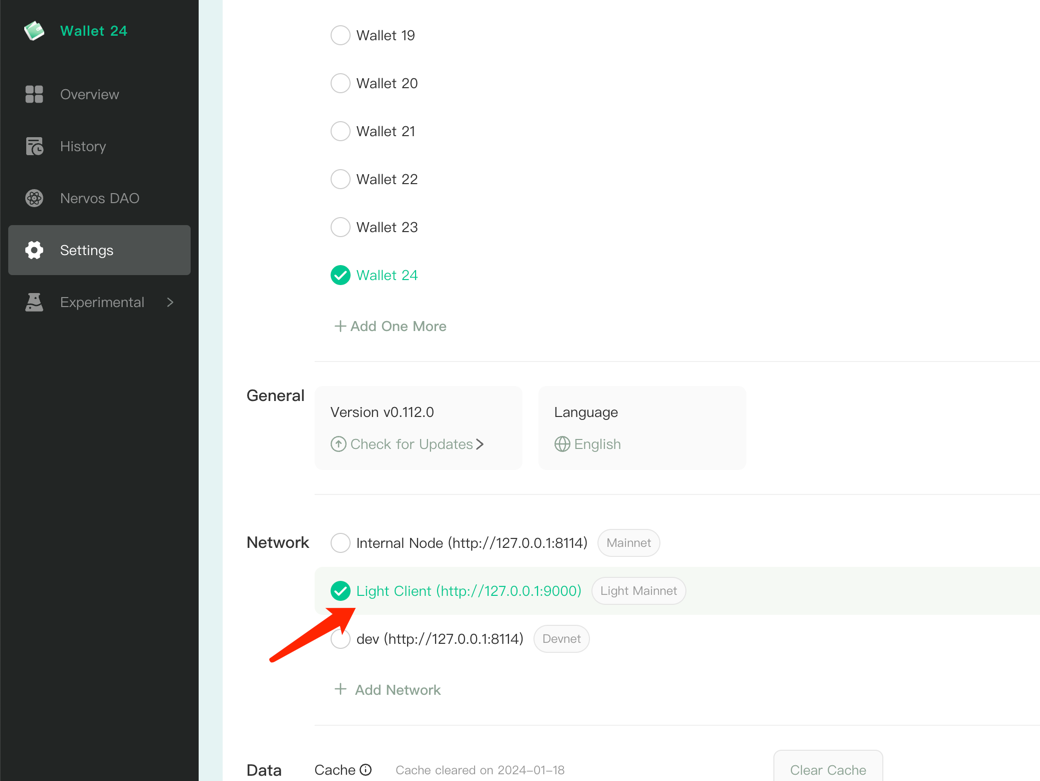 Wallet 24
Overview
History
Nervos DAO
Settings
Experimental
Wallet 19
Wallet 20
Wallet 21
Wallet 22
Wallet 23
Wallet 24
Add One More
General
Version v0.112.0
Check for Updates
Language
English
Network
Internal Node (http://127.0.0.1:8114) Mainnet
Light Client (http://127.0.0.1:9000) Light Mainnet
dev (http://127.0.0.1:8114) Devnet
Add Network
Data Cache Cache cleared on 2024-01-18 Clear Cache